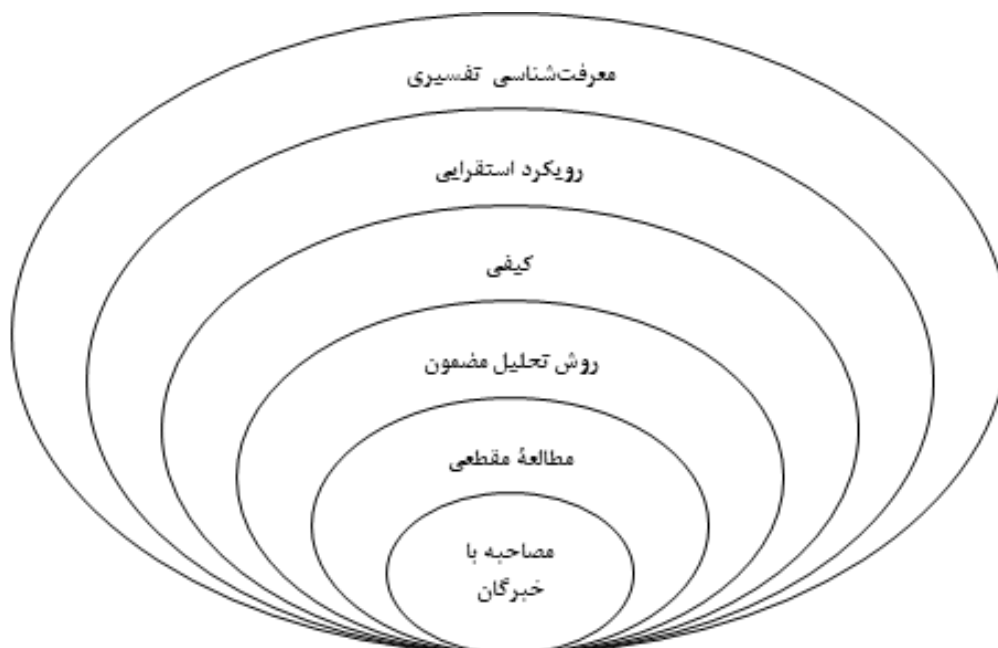 معرفت‌شناسی تفسیری
رویکرد استقرایی
کیفی
روش تحلیل مضمون
مطالعهٔ مقطعی
مصاحبه با
خبرگان